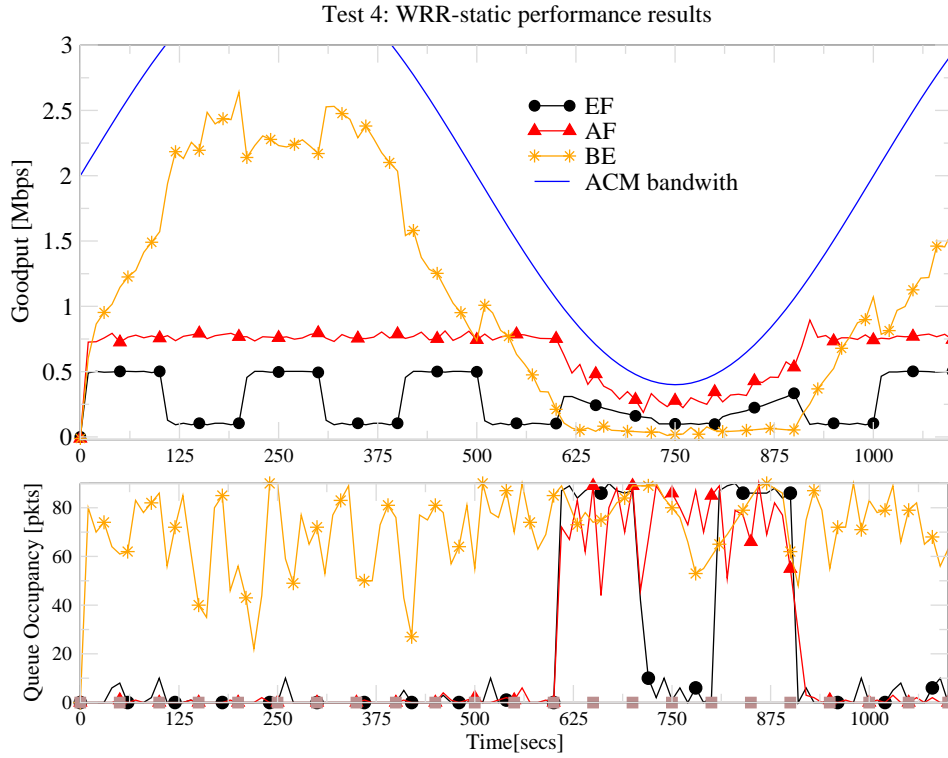 Test 4: WRR-static performance results
3
2.5
2
1.5
1
0.5
0
Goodput [Mbps]
EF
AF
BE
ACM bandwith
0 125 250 375 500 625 750 875 1000
80
60
40
20
0
Queue Occupancy [pkts]
0 125 250 375 500 625 750 875 1000
Time[secs]